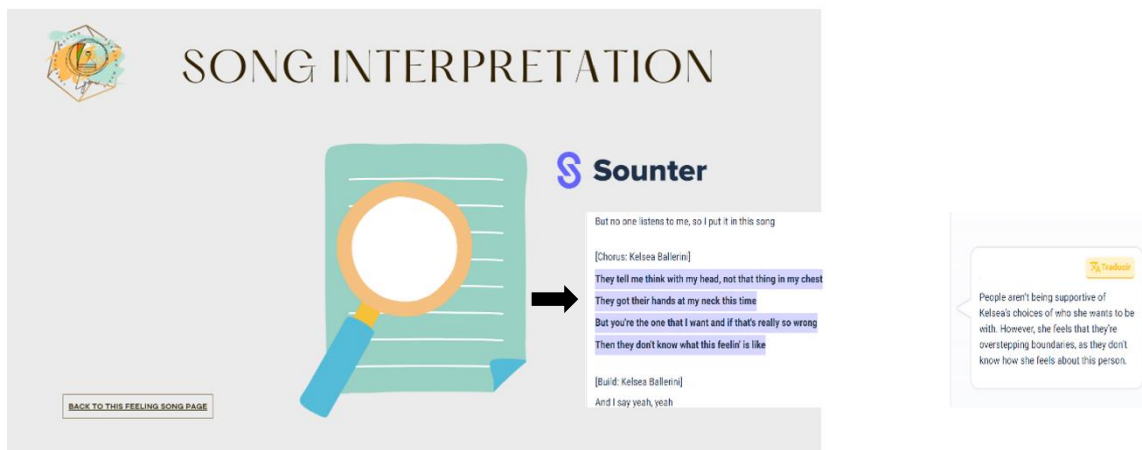 SONG INTERPRETATION
Sounter
But no one listens to me, so I put it in this song
[Chorus: Kelsea Ballerini]
They tell me think with my head, not that thing in my chest
They got their hands at my neck this time
But you're the one that I want and if that's really so wrong
Then they don't know what this feelin' is like
[Build: Kelsea Ballerini]
And I say yeah, yeah
Traducir
People aren't being supportive of
Kelsea's choices of who she wants to be
with. However, she feels that they're
overstepping boundaries, as they don't
know how she feels about this person.
BACK TO THIS FEELING SONG PAGE